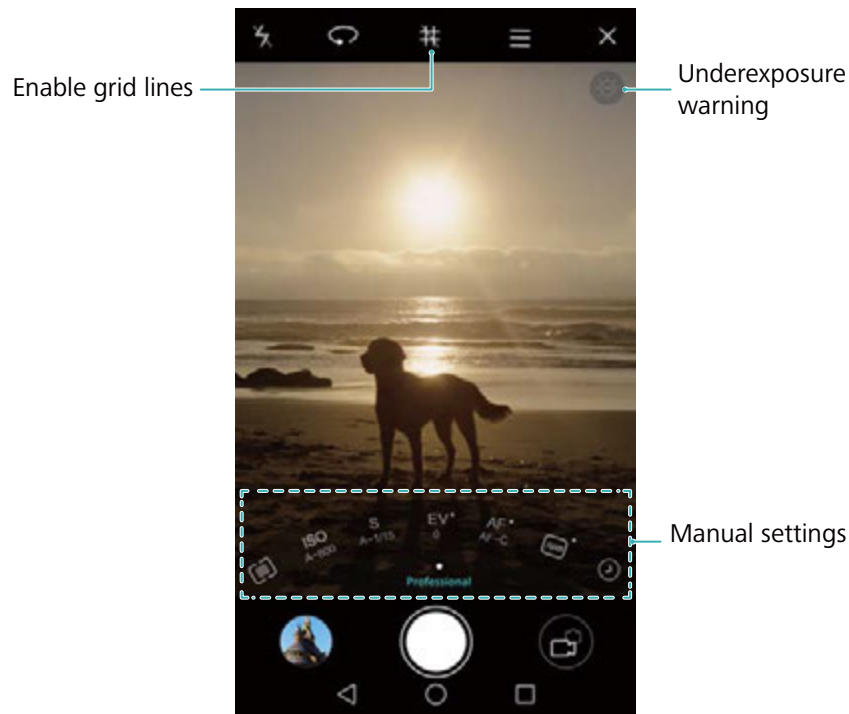 Enable grid lines
Underexposure
warning
ISO
A-800
S
A-1/15
EV
0
AF
AF-C
Manual settings
Professional